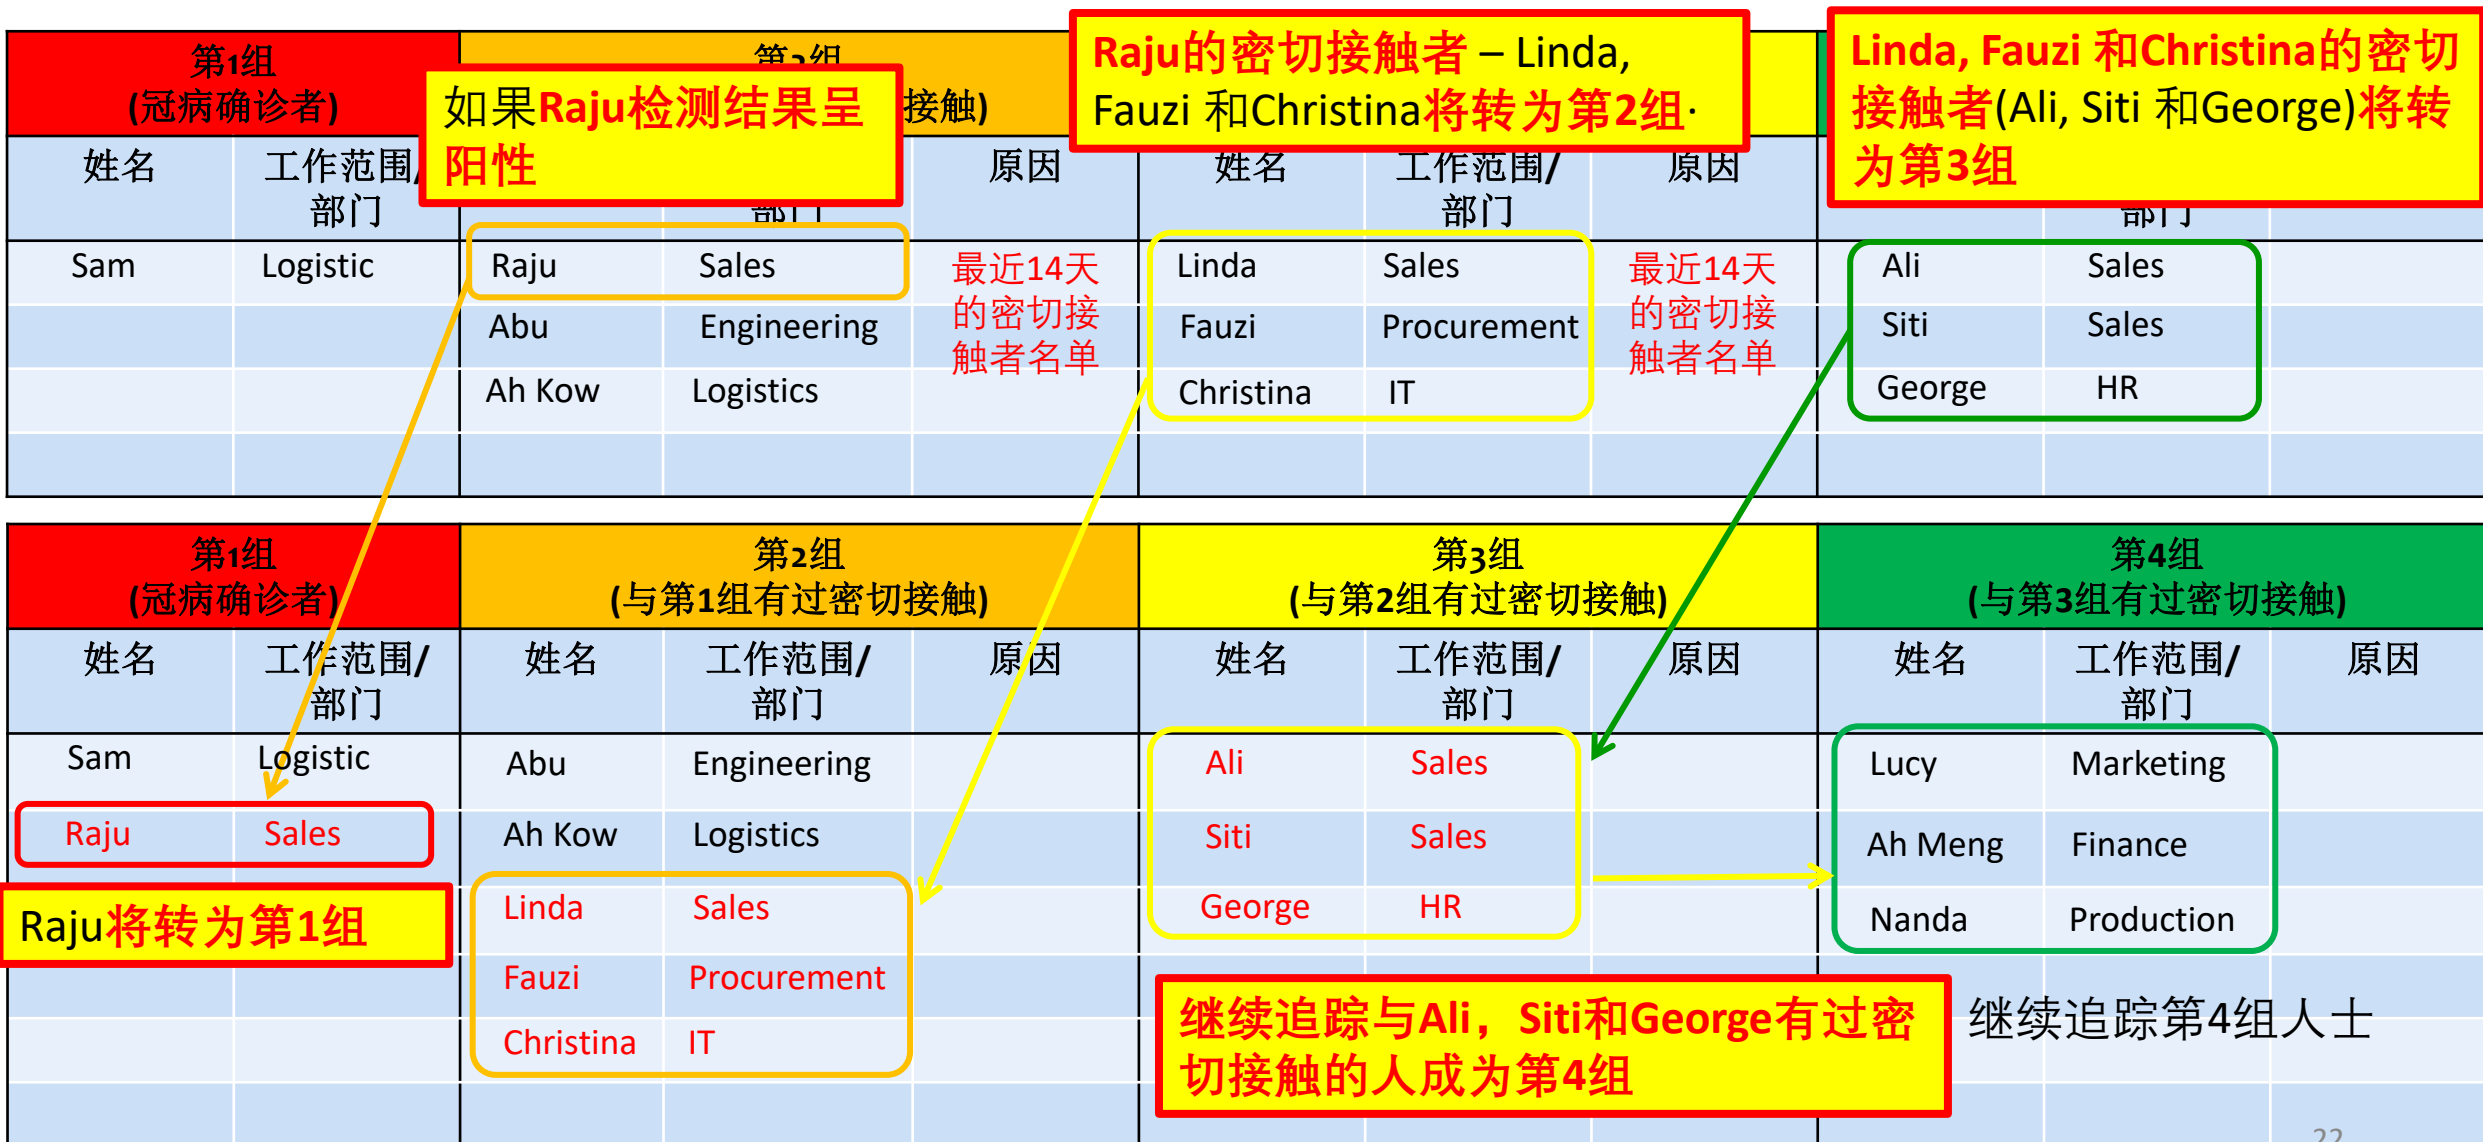 第1组
(冠病确诊者)
第2组
接触)
如果Raju检测结果呈
阳性
Raju的密切接触者 – Linda,
Fauzi 和Christina将转为第2组.
Linda, Fauzi 和Christina的密切
接触者(Ali, Siti 和George)将转
为第3组
姓名 工作范围/
部门
部门
原因
姓名 工作范围/
部门
原因
部门
Sam Logistic Raju Sales Linda Sales Ali Sales
最近14天
的密切接
触者名单
最近14天
的密切接
触者名单
Abu Engineering Fauzi Procurement Siti Sales
Ah Kow Logistics Christina IT George HR
第1组
(冠病确诊者)
第2组
(与第1组有过密切接触)
第3组
(与第2组有过密切接触)
第4组
(与第3组有过密切接触)
姓名 工作范围/
部门
姓名 工作范围/
部门
原因
姓名 工作范围/
部门
原因
姓名 工作范围/
部门
原因
Sam Logistic Abu Engineering Ali Sales Lucy Marketing
Raju Sales Ah Kow Logistics Siti Sales Ah Meng Finance
Raju将转为第1组
Linda Sales George HR Nanda Production
Fauzi Procurement
Christina IT
继续追踪与Ali，Siti和George有过密
切接触的人成为第4组
继续追踪第4组人士